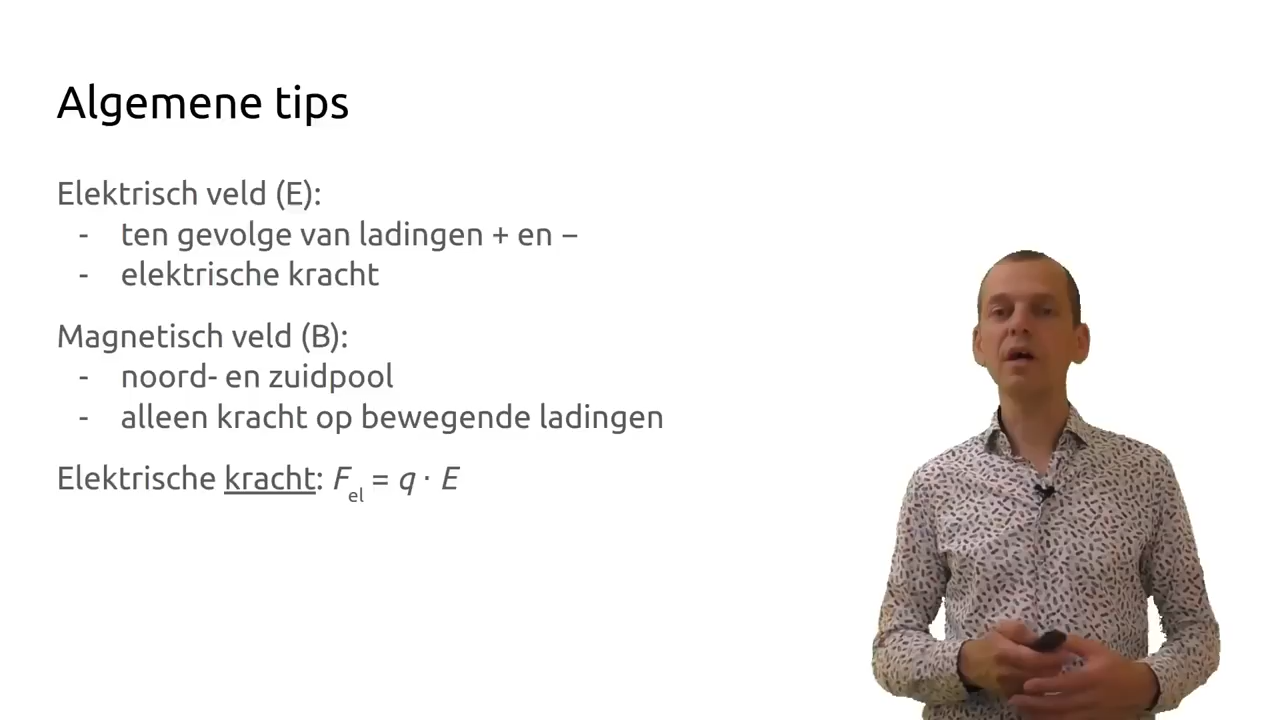 Algemene tips
Elektrisch veld (E):
- ten gevolge van ladingen + en –
- elektrische kracht
Magnetisch veld (B):
- noord- en zuidpool
- alleen kracht op bewegende ladingen
Elektrische kracht: Fel = q · E